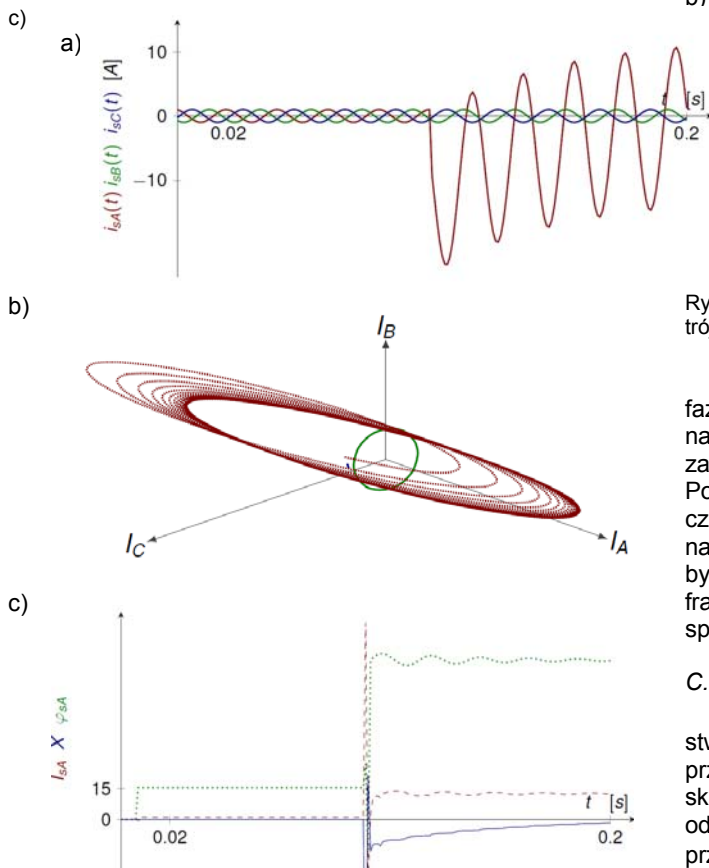 c)
a)
b)
10
0
−10
i_sA(t) i_sB(t) i_sC(t) [A]
0.02
t [s]
0.2
b)
I_B
I_C
I_A
c)
I_sA X φ_sA
15
0
0.02
t [s]
0.2
Ry
trój
faz
na
za
Po
cz
na
by
fra
sp
C.
stw
prz
sk
od
prz